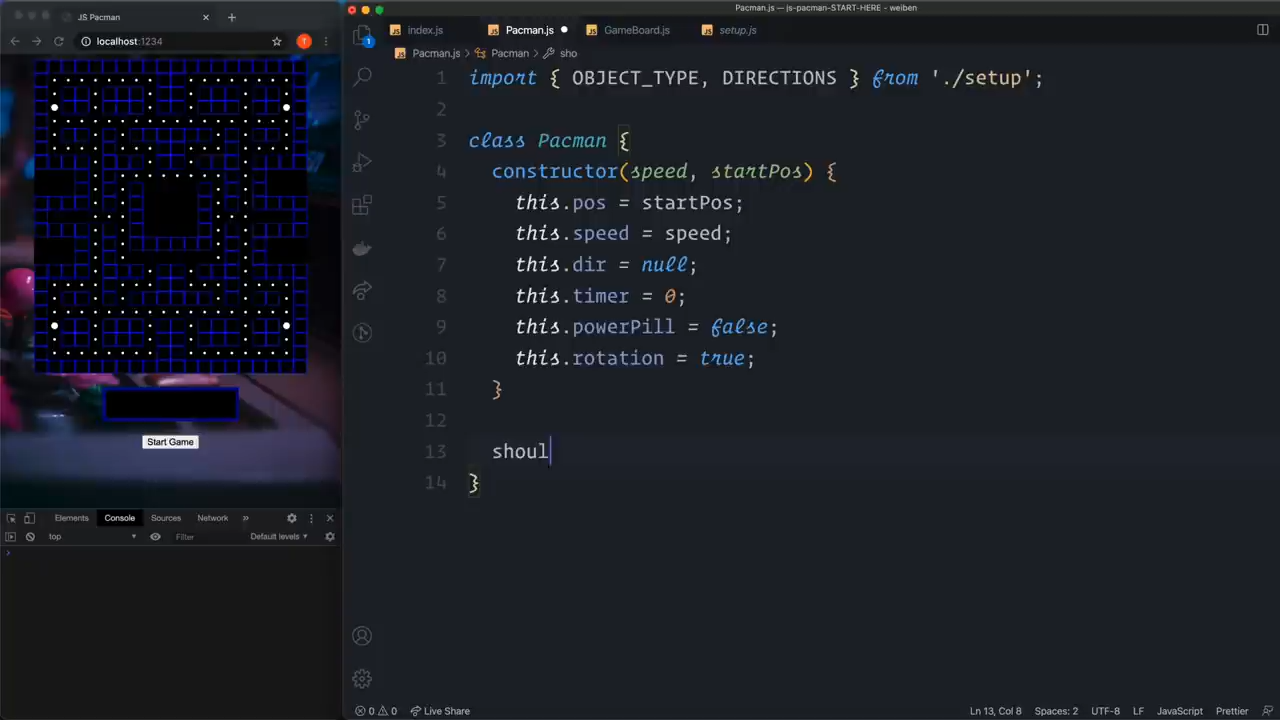 JS Pacman
localhost:1234
T
Start Game
Elements Console Sources Network »
top Filter Default levels
Pacman.js — js-pacman-START-HERE - weiben
index.js Pacman.js GameBoard.js setup.js
1
Pacman.js > Pacman > sho
1 import { OBJECT_TYPE, DIRECTIONS } from './setup';
2
3 class Pacman {
4 constructor(speed, startPos) {
5 this.pos = startPos;
6 this.speed = speed;
7 this.dir = null;
8 this.timer = 0;
9 this.powerPill = false;
10 this.rotation = true;
11 }
12
13 shoul
14 }
0 0 Live Share Ln 13, Col 8 Spaces: 2 UTF-8 LF JavaScript Prettier